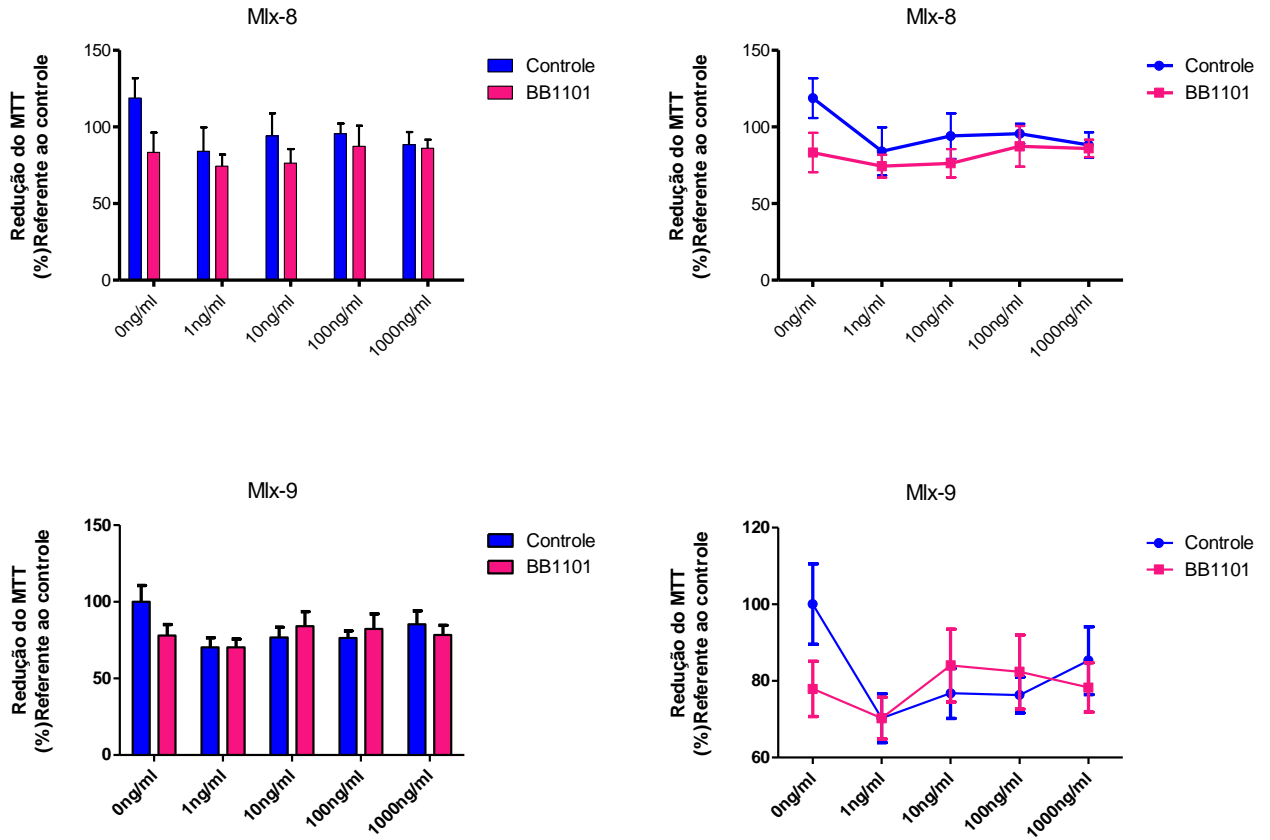 Mlx-8
Redução do MTT
(%)Referente ao controle
150
100
50
0
0ng/ml
1ng/ml
10ng/ml
100ng/ml
1000ng/ml
Controle
BB1101
Mlx-8
Redução do MTT
(%)Referente ao controle
150
100
50
0
0ng/ml
1ng/ml
10ng/ml
100ng/ml
1000ng/ml
Controle
BB1101
Mlx-9
Redução do MTT
(%)Referente ao controle
150
100
50
0
0ng/ml
1ng/ml
10ng/ml
100ng/ml
1000ng/ml
Controle
BB1101
Mlx-9
Redução do MTT
(%)Referente ao controle
120
100
80
60
0ng/ml
1ng/ml
10ng/ml
100ng/ml
1000ng/ml
Controle
BB1101